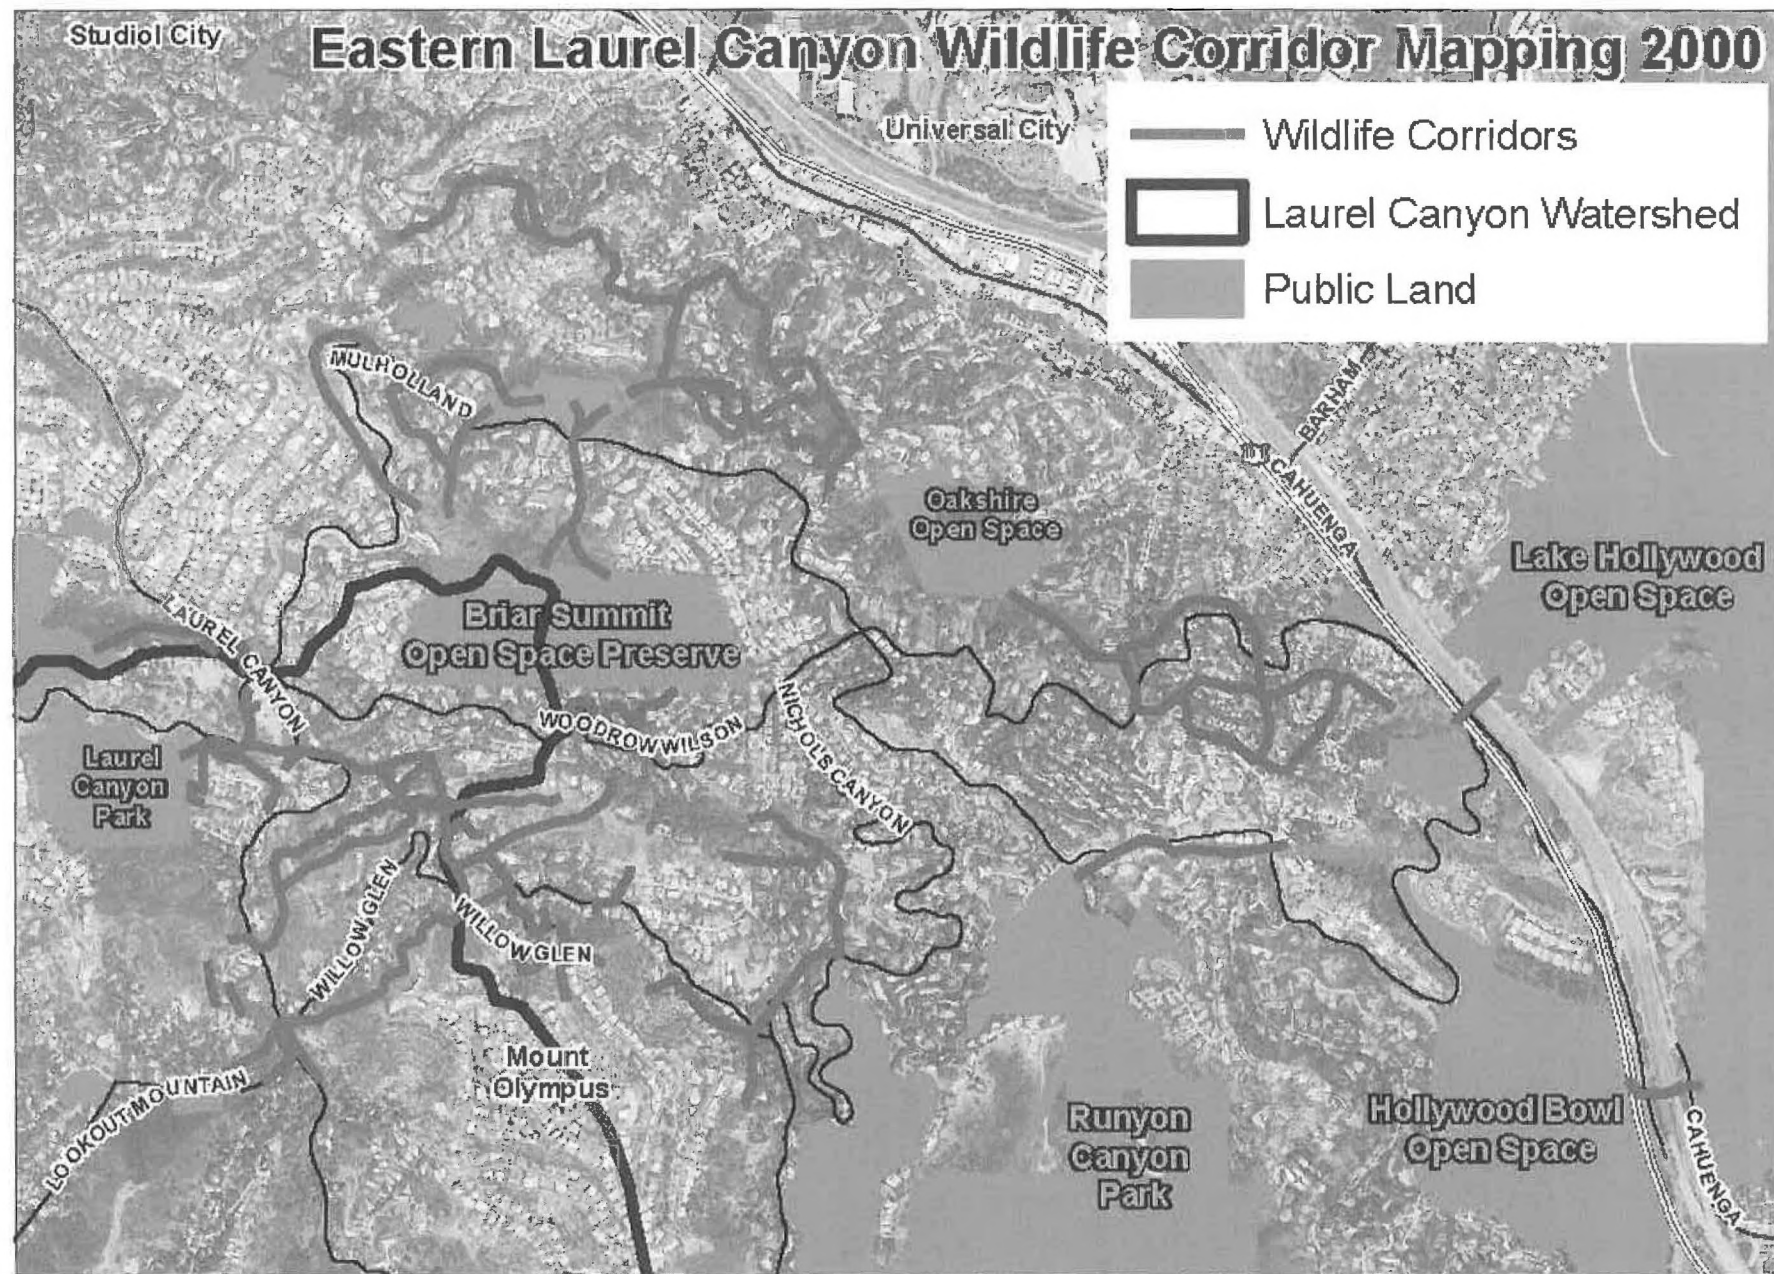 Studiol City
Eastern Laurel Canyon Wildlife Corridor Mapping 2000
Universal City
Wildlife Corridors
Laurel Canyon Watershed
Public Land
MULHOLLAND
BARHAM
101
CAHUENGA
Oakshire
Open Space
Lake Hollywood
Open Space
LAUREL CANYON
Briar Summit
Open Space Preserve
WOODROW WILSON
NICHOLS CANYON
Laurel
Canyon
Park
WILLOW GLEN
WILLOW GLEN
LOOKOUT MOUNTAIN
Mount
Olympus
Runyon
Canyon
Park
Hollywood Bowl
Open Space
CAHUENGA